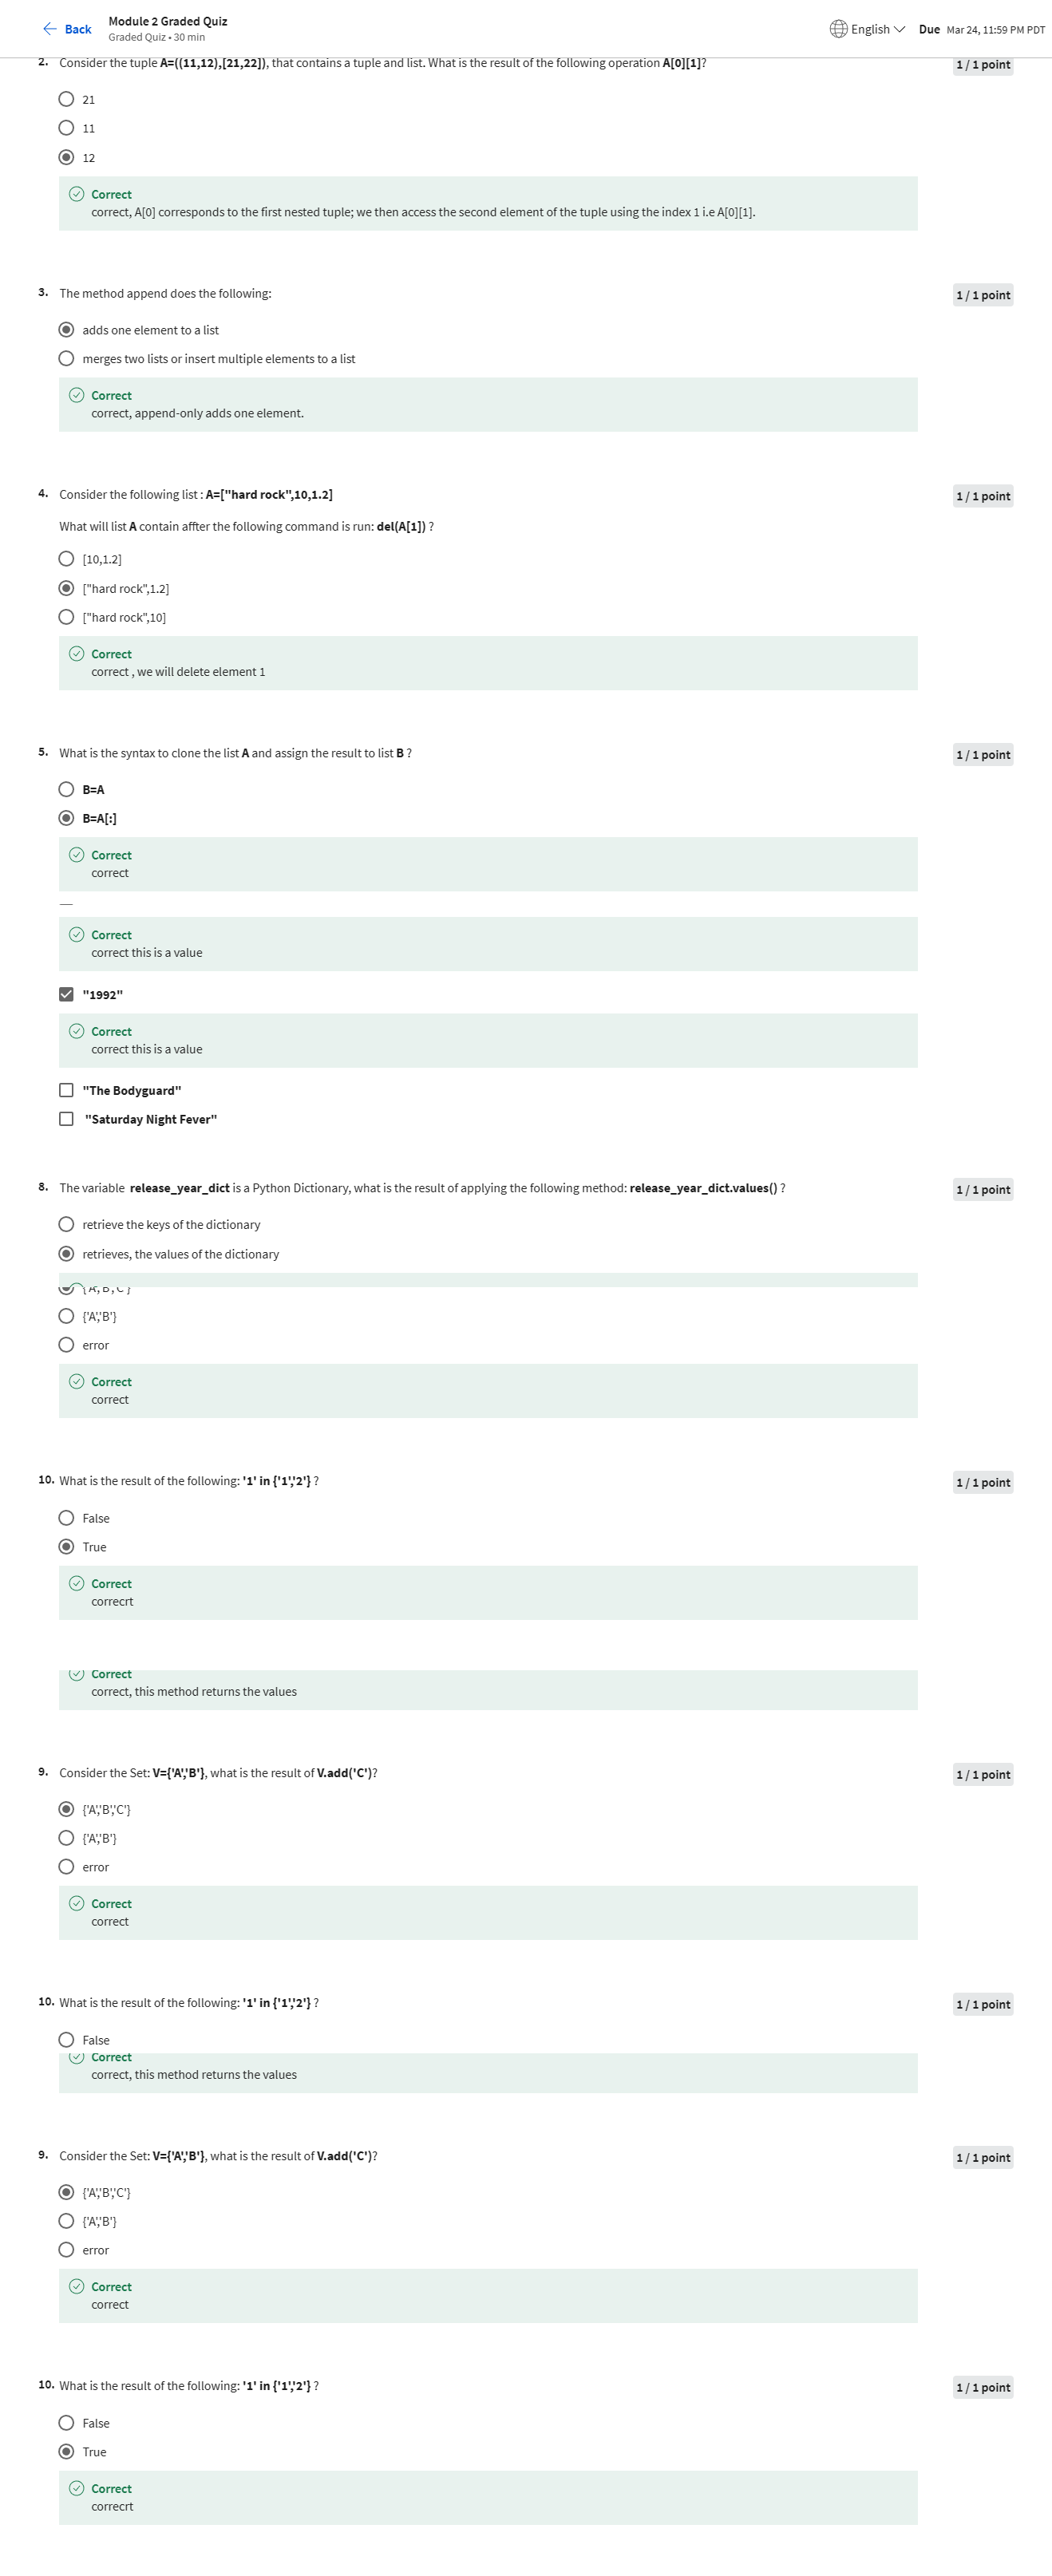 Back
Module 2 Graded Quiz
Graded Quiz • 30 min
English
Due Mar 24, 11:59 PM PDT
2. Consider the tuple A=((11,12),[21,22]), that contains a tuple and list. What is the result of the following operation A[0][1]?
1 / 1 point
21
11
12
Correct
correct, A[0] corresponds to the first nested tuple; we then access the second element of the tuple using the index 1 i.e A[0][1].
3. The method append does the following:
1 / 1 point
adds one element to a list
merges two lists or insert multiple elements to a list
Correct
correct, append-only adds one element.
4. Consider the following list : A=["hard rock",10,1.2]
1 / 1 point
What will list A contain affter the following command is run: del(A[1]) ?
[10,1.2]
["hard rock",1.2]
["hard rock",10]
Correct
correct , we will delete element 1
5. What is the syntax to clone the list A and assign the result to list B ?
1 / 1 point
B=A
B=A[:]
Correct
correct
Correct
correct this is a value
"1992"
Correct
correct this is a value
"The Bodyguard"
"Saturday Night Fever"
8. The variable release_year_dict is a Python Dictionary, what is the result of applying the following method: release_year_dict.values() ?
1 / 1 point
retrieve the keys of the dictionary
retrieves, the values of the dictionary
{'A','B','C'}
{'A','B'}
error
Correct
correct
10. What is the result of the following: '1' in {'1','2'} ?
1 / 1 point
False
True
Correct
correcrt
Correct
correct, this method returns the values
9. Consider the Set: V={'A','B'}, what is the result of V.add('C')?
1 / 1 point
{'A','B','C'}
{'A','B'}
error
Correct
correct
10. What is the result of the following: '1' in {'1','2'} ?
1 / 1 point
False
Correct
correct, this method returns the values
9. Consider the Set: V={'A','B'}, what is the result of V.add('C')?
1 / 1 point
{'A','B','C'}
{'A','B'}
error
Correct
correct
10. What is the result of the following: '1' in {'1','2'} ?
1 / 1 point
False
True
Correct
correcrt